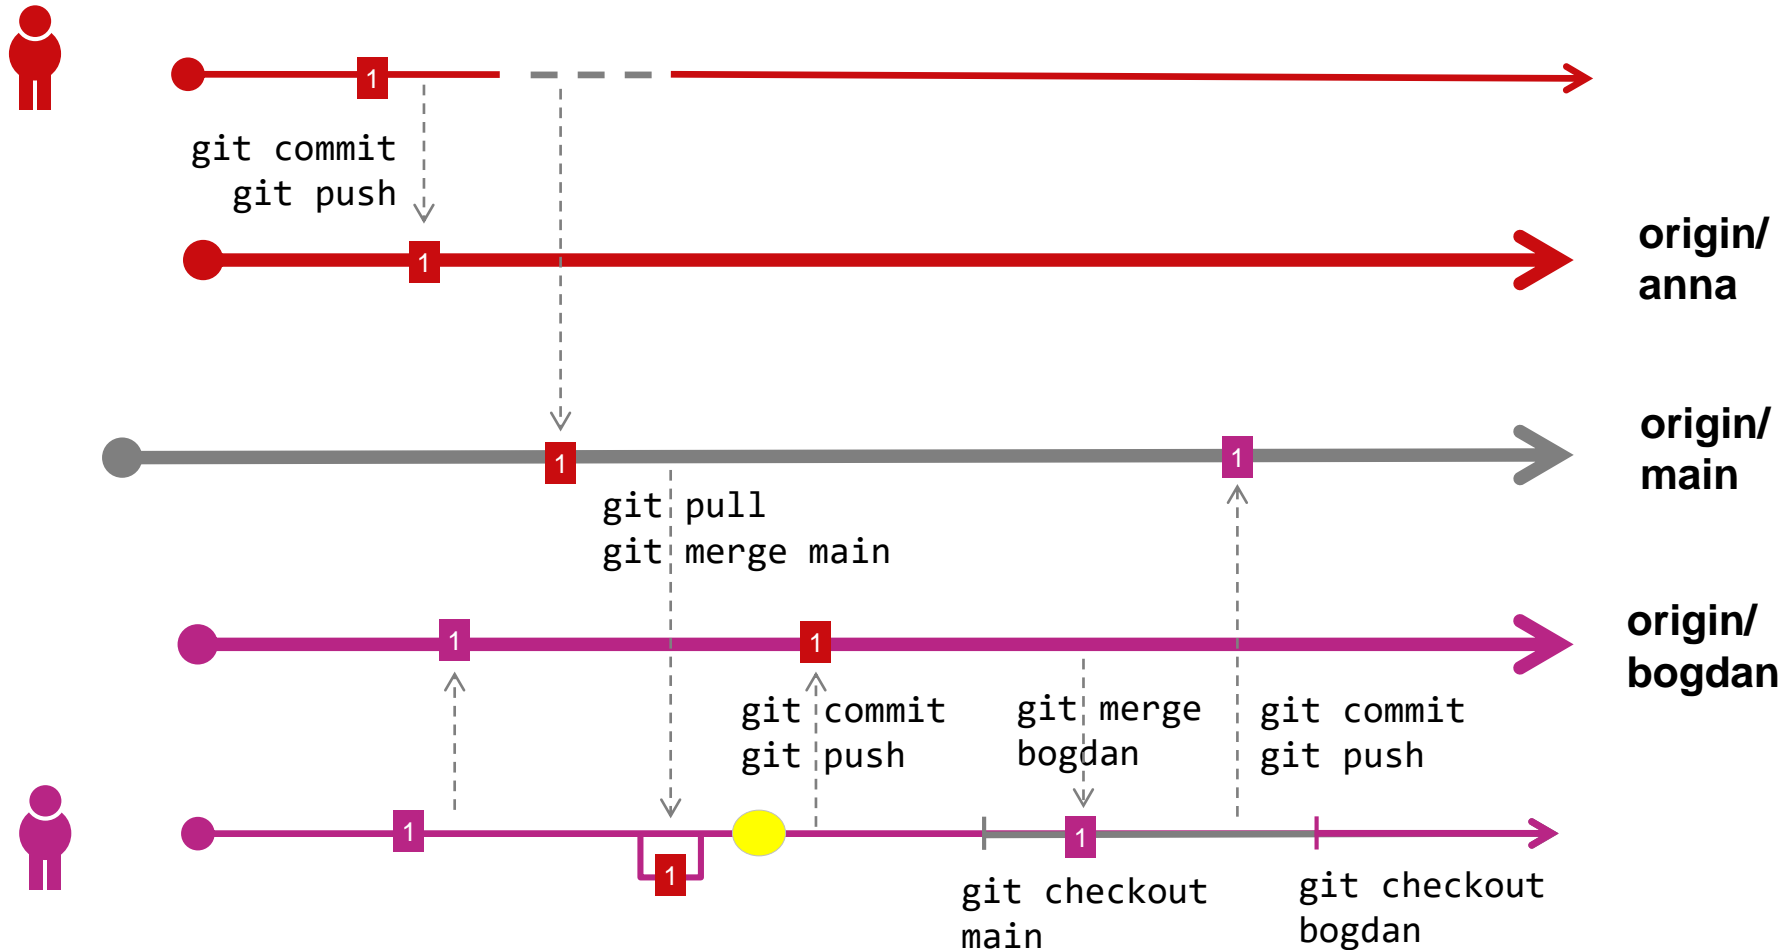 1
git commit
git push
1
origin/
anna
1
1
origin/
main
git pull
git merge main
1
1
origin/
bogdan
git commit
git push
git merge
bogdan
git commit
git push
1
1
1
git checkout
main
git checkout
bogdan